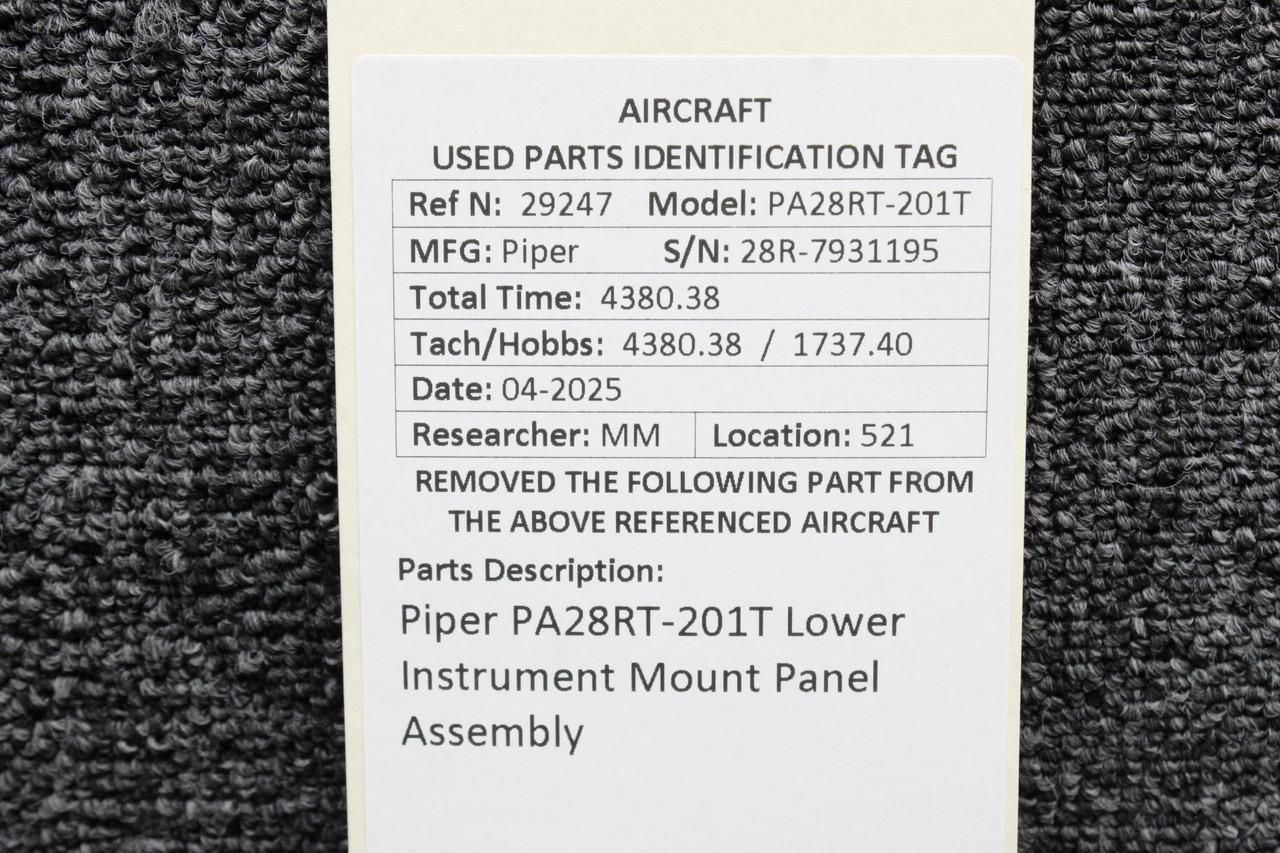 AIRCRAFT
USED PARTS IDENTIFICATION TAG
Ref N: 29247 Model: PA28RT-201T
MFG: Piper S/N: 28R-7931195
Total Time: 4380.38
Tach/Hobbs: 4380.38 / 1737.40
Date: 04-2025
Researcher: MM Location: 521
REMOVED THE FOLLOWING PART FROM
THE ABOVE REFERENCED AIRCRAFT
Parts Description:
Piper PA28RT-201T Lower
Instrument Mount Panel
Assembly